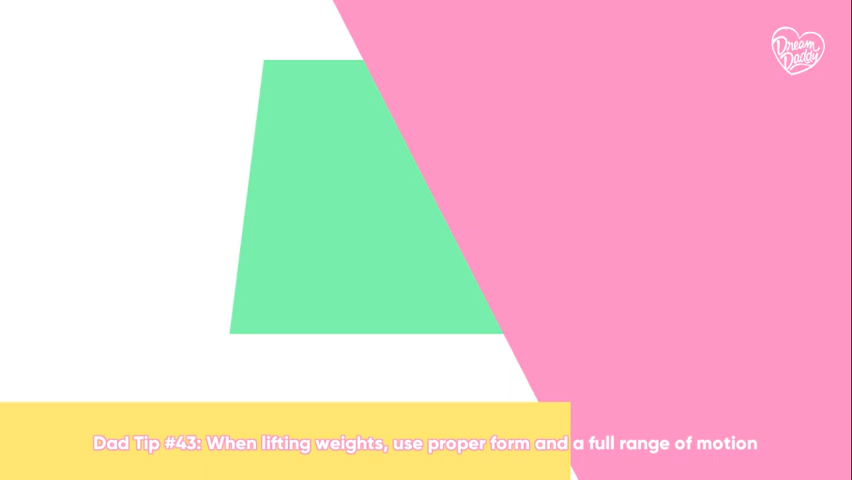 Dream
Daddy
Dad Tip #43: When lifting weights, use proper form and a full range of motion